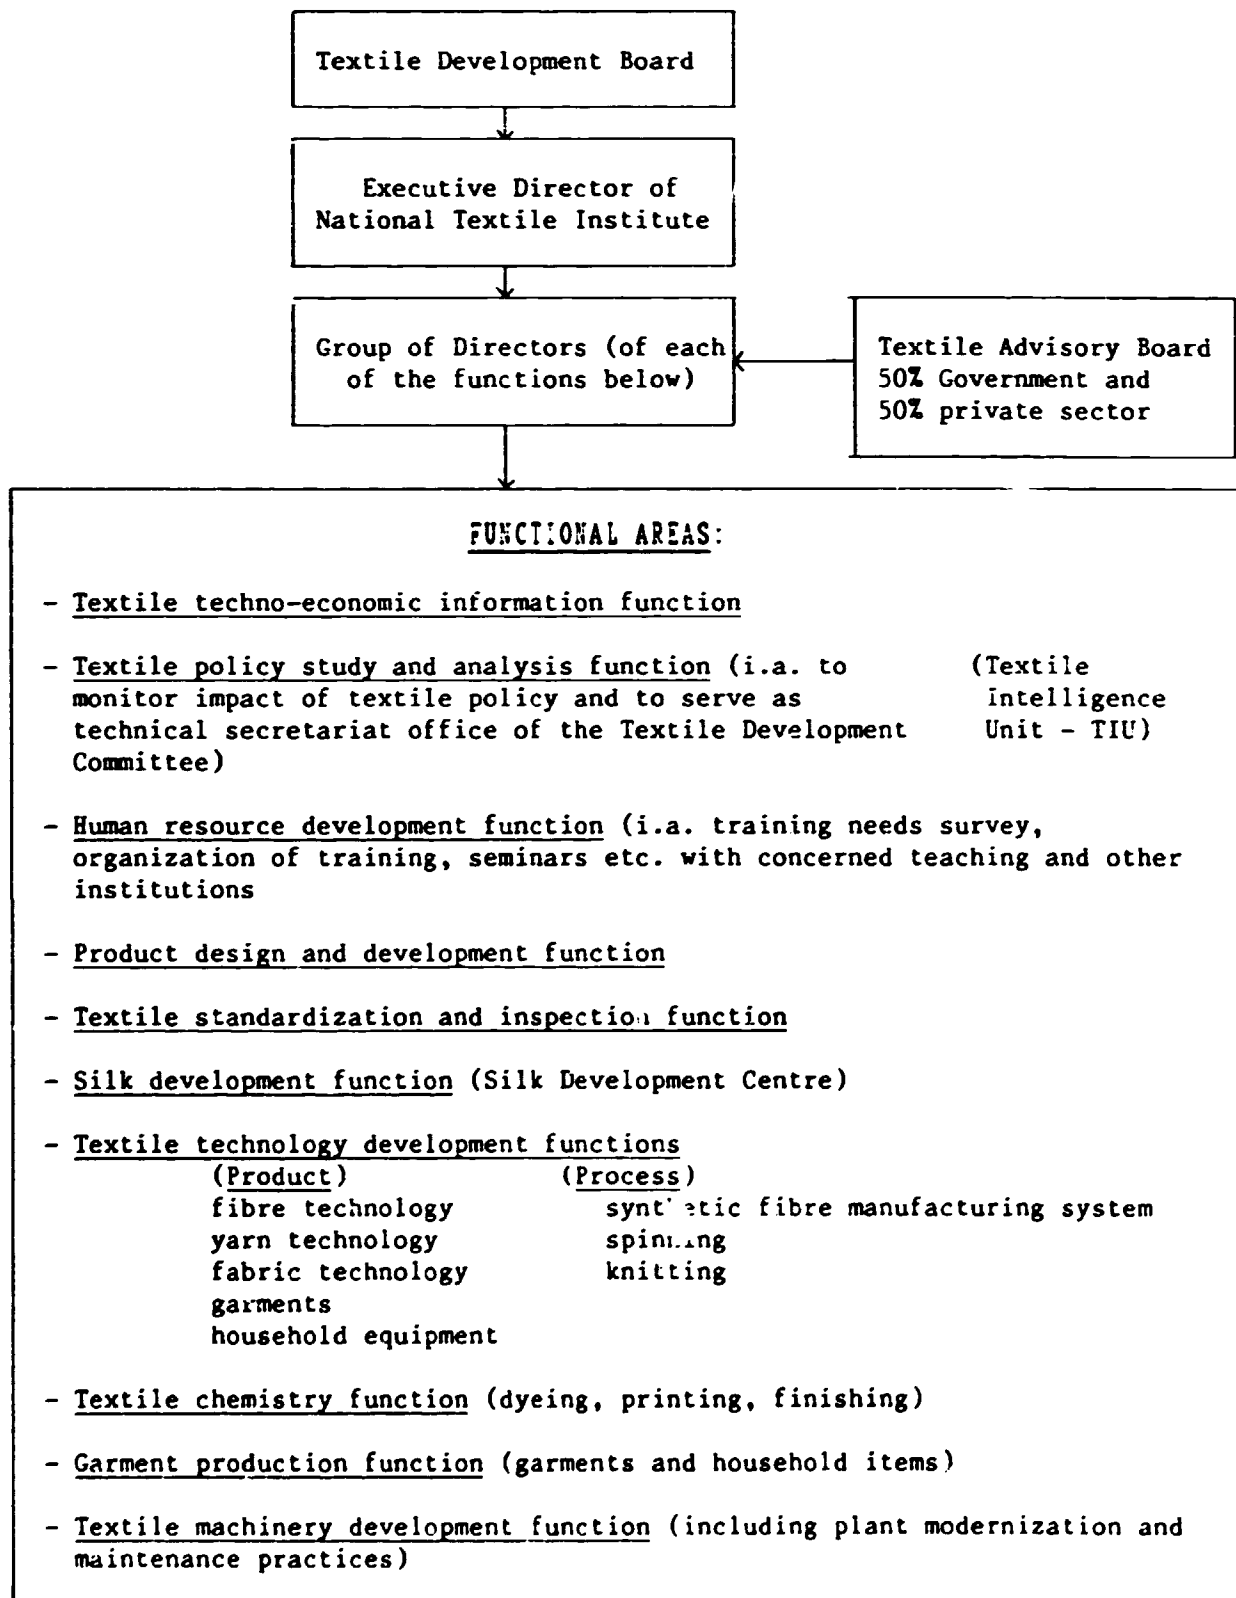 Textile Development Board
Executive Director of
National Textile Institute
Group of Directors (of each
of the functions below)
Textile Advisory Board
50% Government and
50% private sector
FUNCTIONAL AREAS:
- Textile techno-economic information function
- Textile policy study and analysis function (i.a. to (Textile
monitor impact of textile policy and to serve as Intelligence
technical secretariat office of the Textile Development Unit - TIU)
Committee)
- Human resource development function (i.a. training needs survey,
organization of training, seminars etc. with concerned teaching and other
institutions
- Product design and development function
- Textile standardization and inspection function
- Silk development function (Silk Development Centre)
- Textile technology development functions
(Product) (Process)
fibre technology synthetic fibre manufacturing system
yarn technology spinning
fabric technology knitting
garments
household equipment
- Textile chemistry function (dyeing, printing, finishing)
- Garment production function (garments and household items)
- Textile machinery development function (including plant modernization and
maintenance practices)